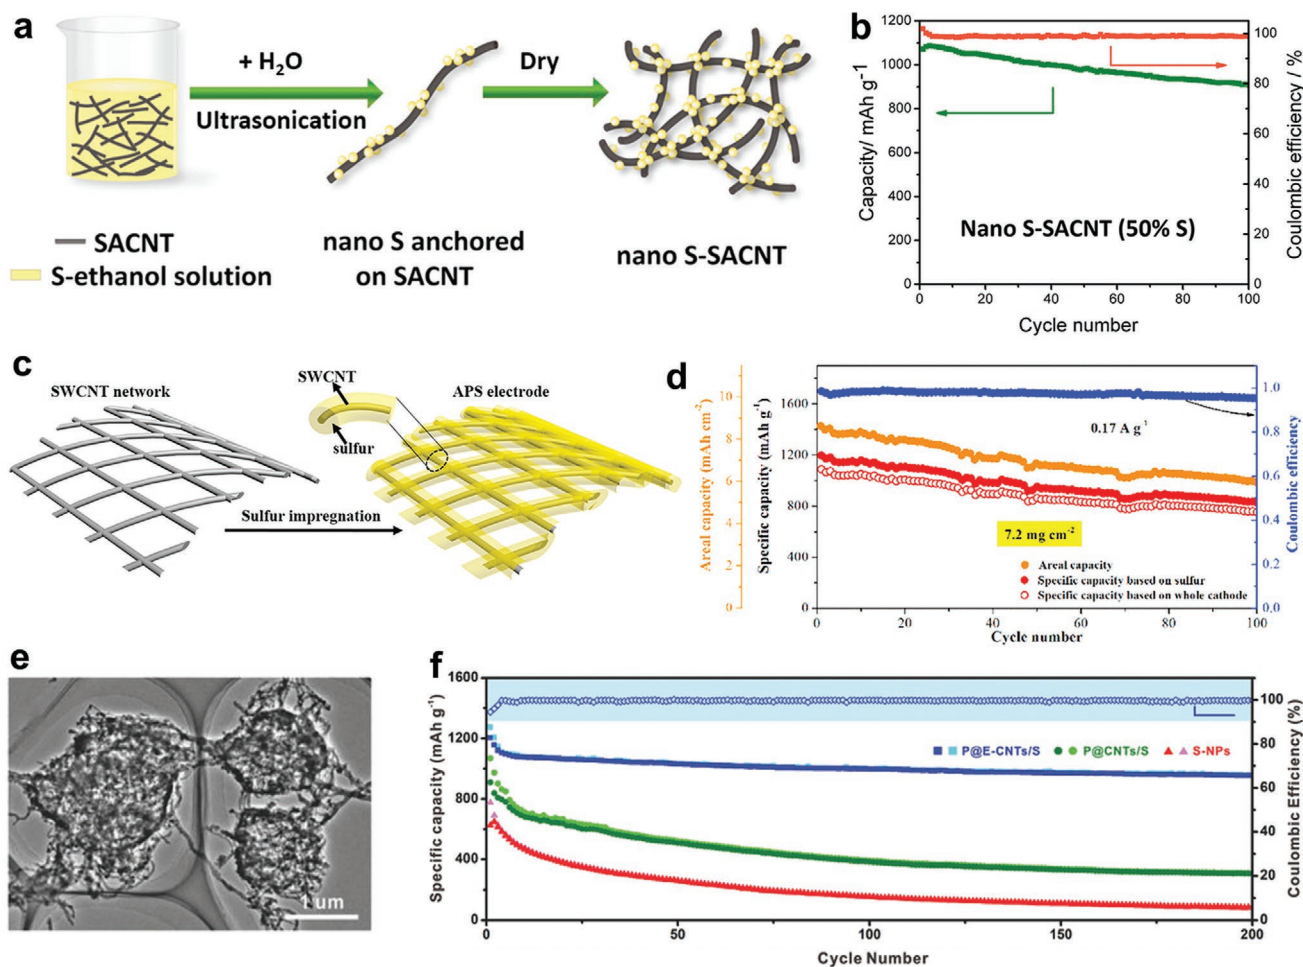 a
+ H2O
Ultrasonication
Dry
SACNT
S-ethanol solution
nano S anchored
on SACNT
nano S-SACNT
b
1200
1100
1000
900
800
600
400
200
0
Capacity/ mAh g-1
Nano S-SACNT (50% S)
0 20 40 60 80 100
Cycle number
100
80
60
40
20
0
Coulombic efficiency / %
c
SWCNT network
SWCNT
sulfur
APS electrode
Sulfur impregnation
d
10
8
6
4
2
0
Areal capacity (mAh cm-2)
1600
1200
1000
800
400
0
Specific capacity (mAh g-1)
0.17 A g-1
7.2 mg cm-2
Areal capacity
Specific capacity based on sulfur
Specific capacity based on whole cathode
0 20 40 60 80 100
Cycle number
1.0
0.8
0.6
0.4
0.2
0.0
Coulombic efficiency
e
1 um
f
1600
1200
800
400
0
Specific capacity (mAh g-1)
P@E-CNTs/S P@CNTs/S S-NPs
0 50 100 150 200
Cycle Number
100
80
60
40
20
0
Coulombic Efficiency (%)